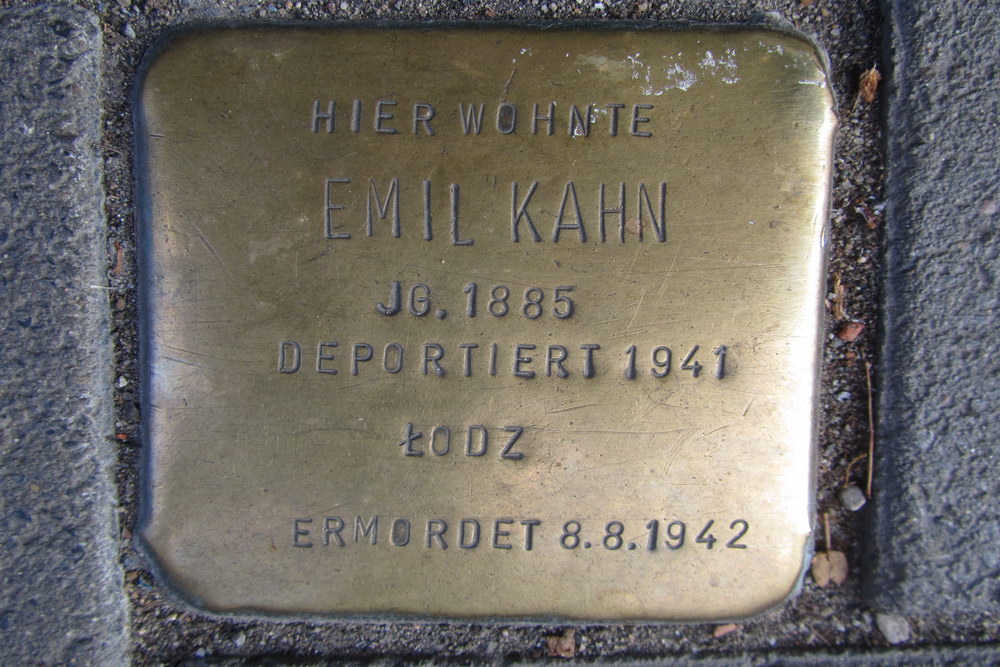 HIER WOHNTE
EMIL KAHN
JG. 1885
DEPORTIERT 1941
ŁODZ
ERMORDET 8.8.1942